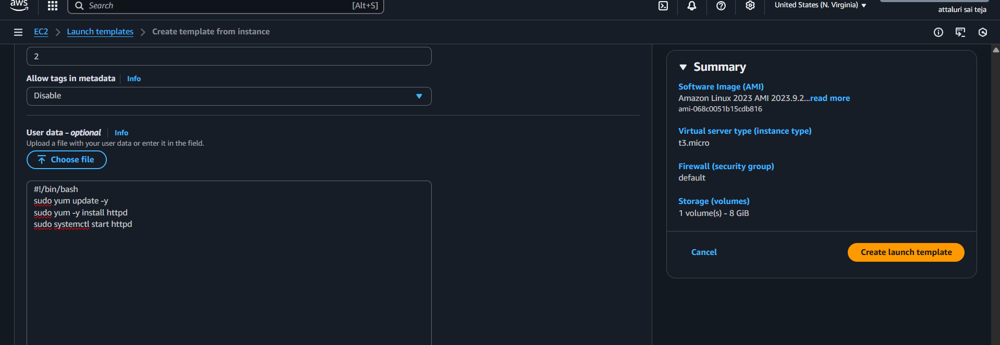 aws
Search
[Alt+S]
United States (N. Virginia)
attaluri sai teja
EC2
Launch templates
Create template from instance
2
Allow tags in metadata
Info
Disable
User data - optional
Info
Upload a file with your user data or enter it in the field.
Choose file
#!/bin/bash
sudo yum update -y
sudo yum -y install httpd
sudo systemctl start httpd
Summary
Software Image (AMI)
Amazon Linux 2023 AMI 2023.9.2...read more
ami-068c0051b15cdb816
Virtual server type (instance type)
t3.micro
Firewall (security group)
default
Storage (volumes)
1 volume(s) - 8 GiB
Cancel
Create launch template